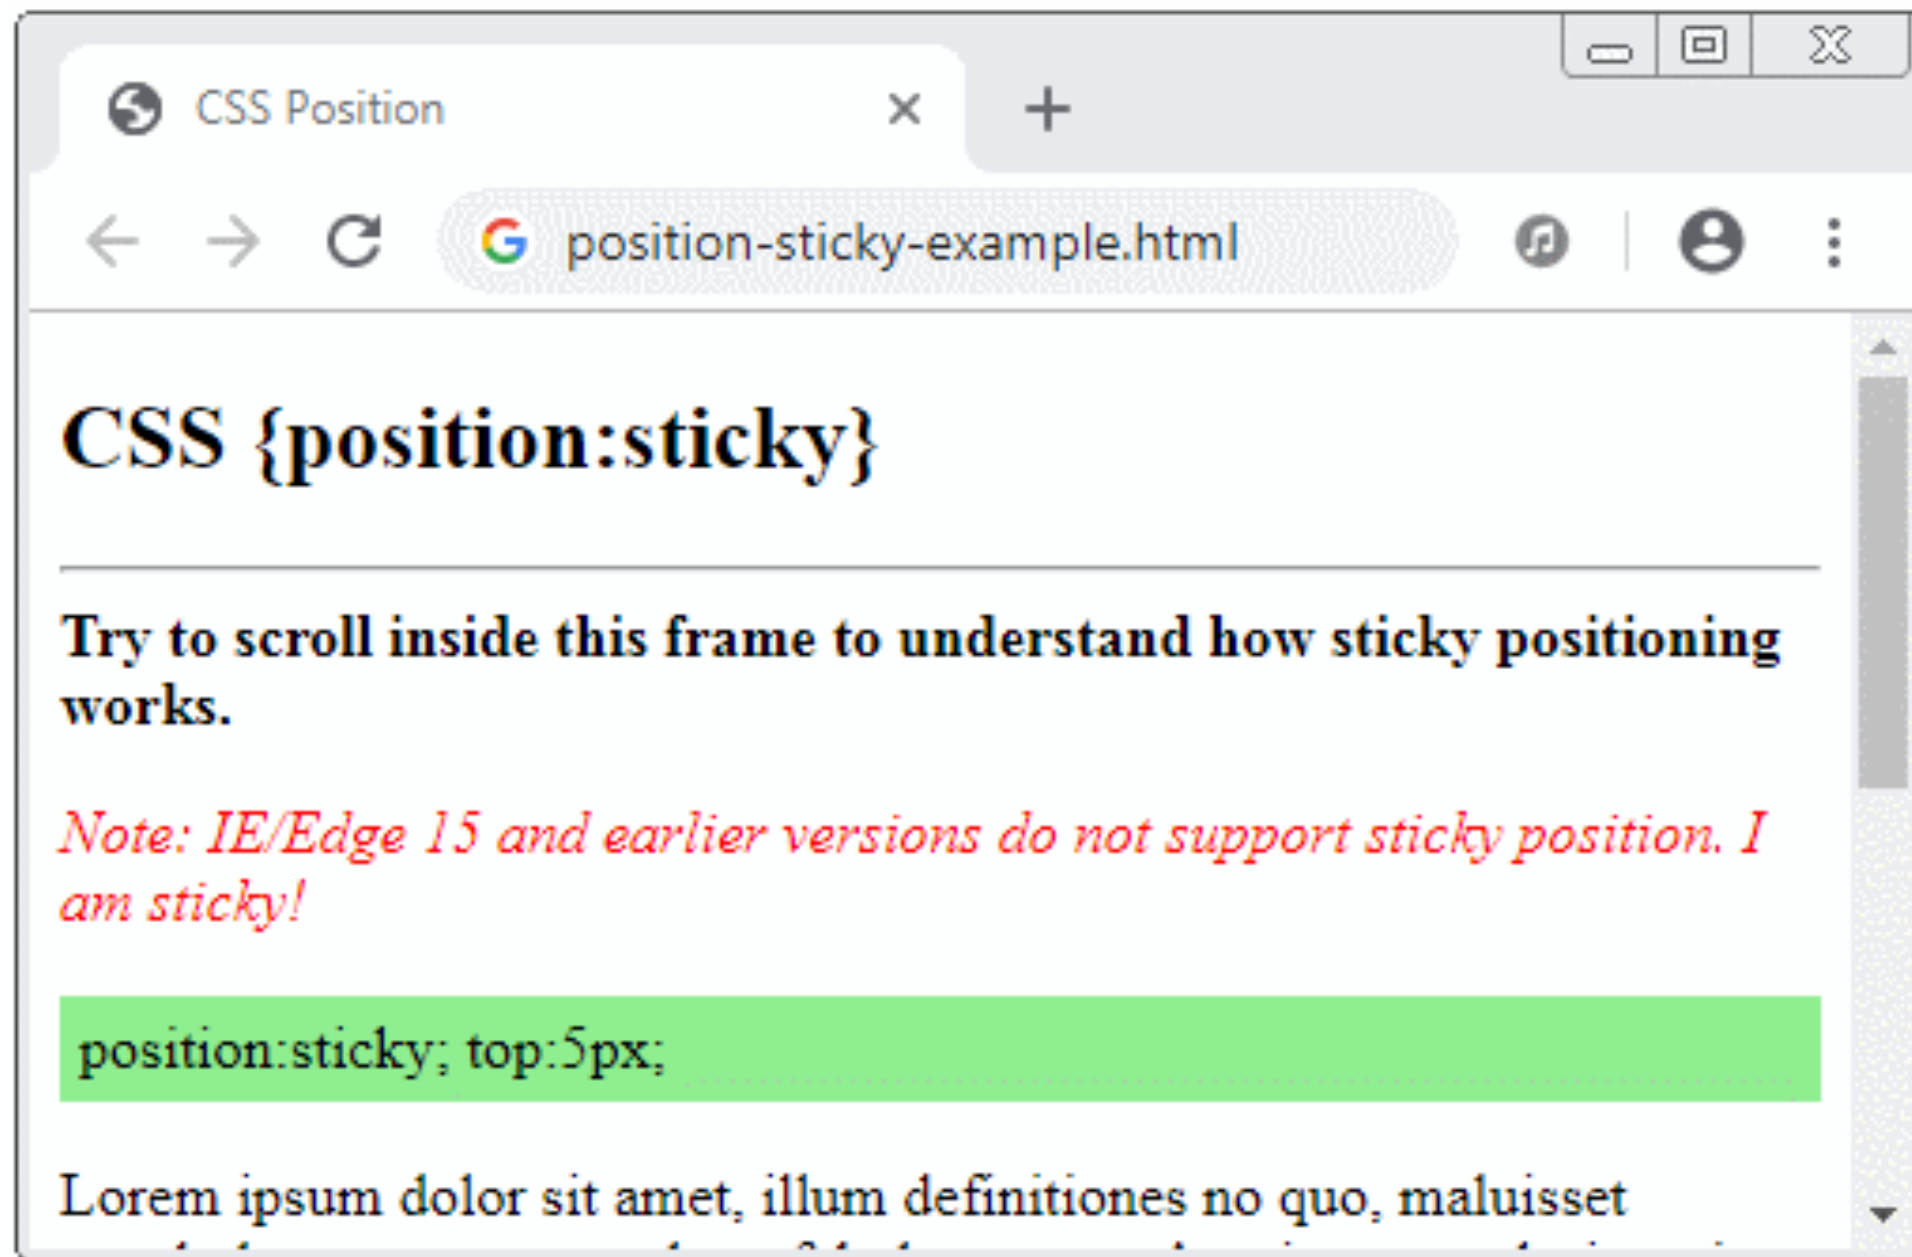 CSS Position
position-sticky-example.html
CSS {position:sticky}
Try to scroll inside this frame to understand how sticky positioning
works.
Note: IE/Edge 15 and earlier versions do not support sticky position. I
am sticky!
position:sticky; top:5px;
Lorem ipsum dolor sit amet, illum definitiones no quo, maluisset